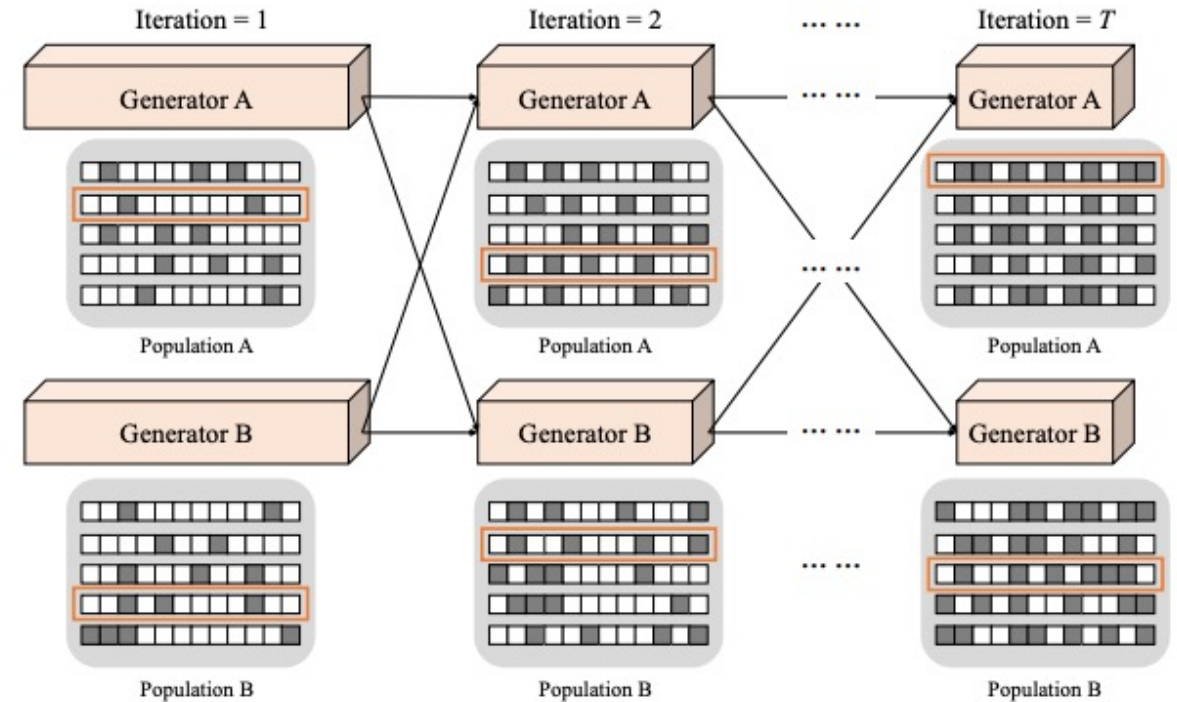 Iteration = 1
Iteration = 2
... ...
Iteration = T
Generator A
Generator A
... ...
Generator A
Population A
Population A
... ...
Population A
Generator B
Generator B
... ...
Generator B
... ...
Population B
Population B
Population B